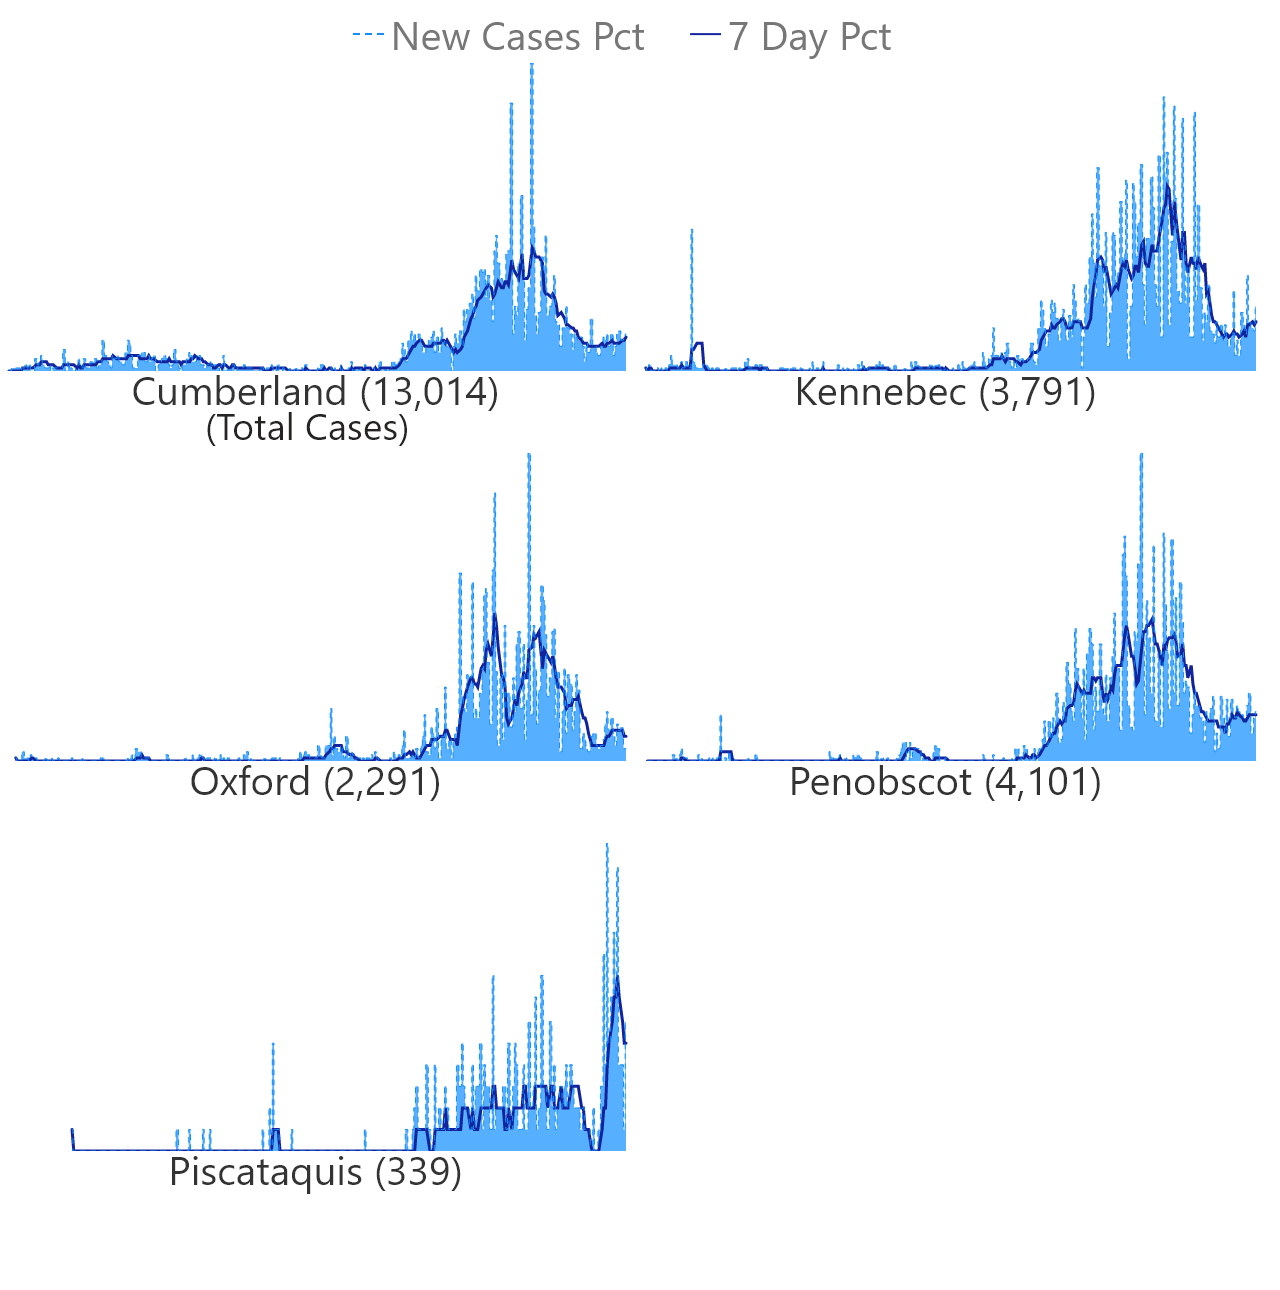 New Cases Pct 7 Day Pct
Cumberland (13,014) Kennebec (3,791)
(Total Cases)
Oxford (2,291) Penobscot (4,101)
Piscataquis (339)